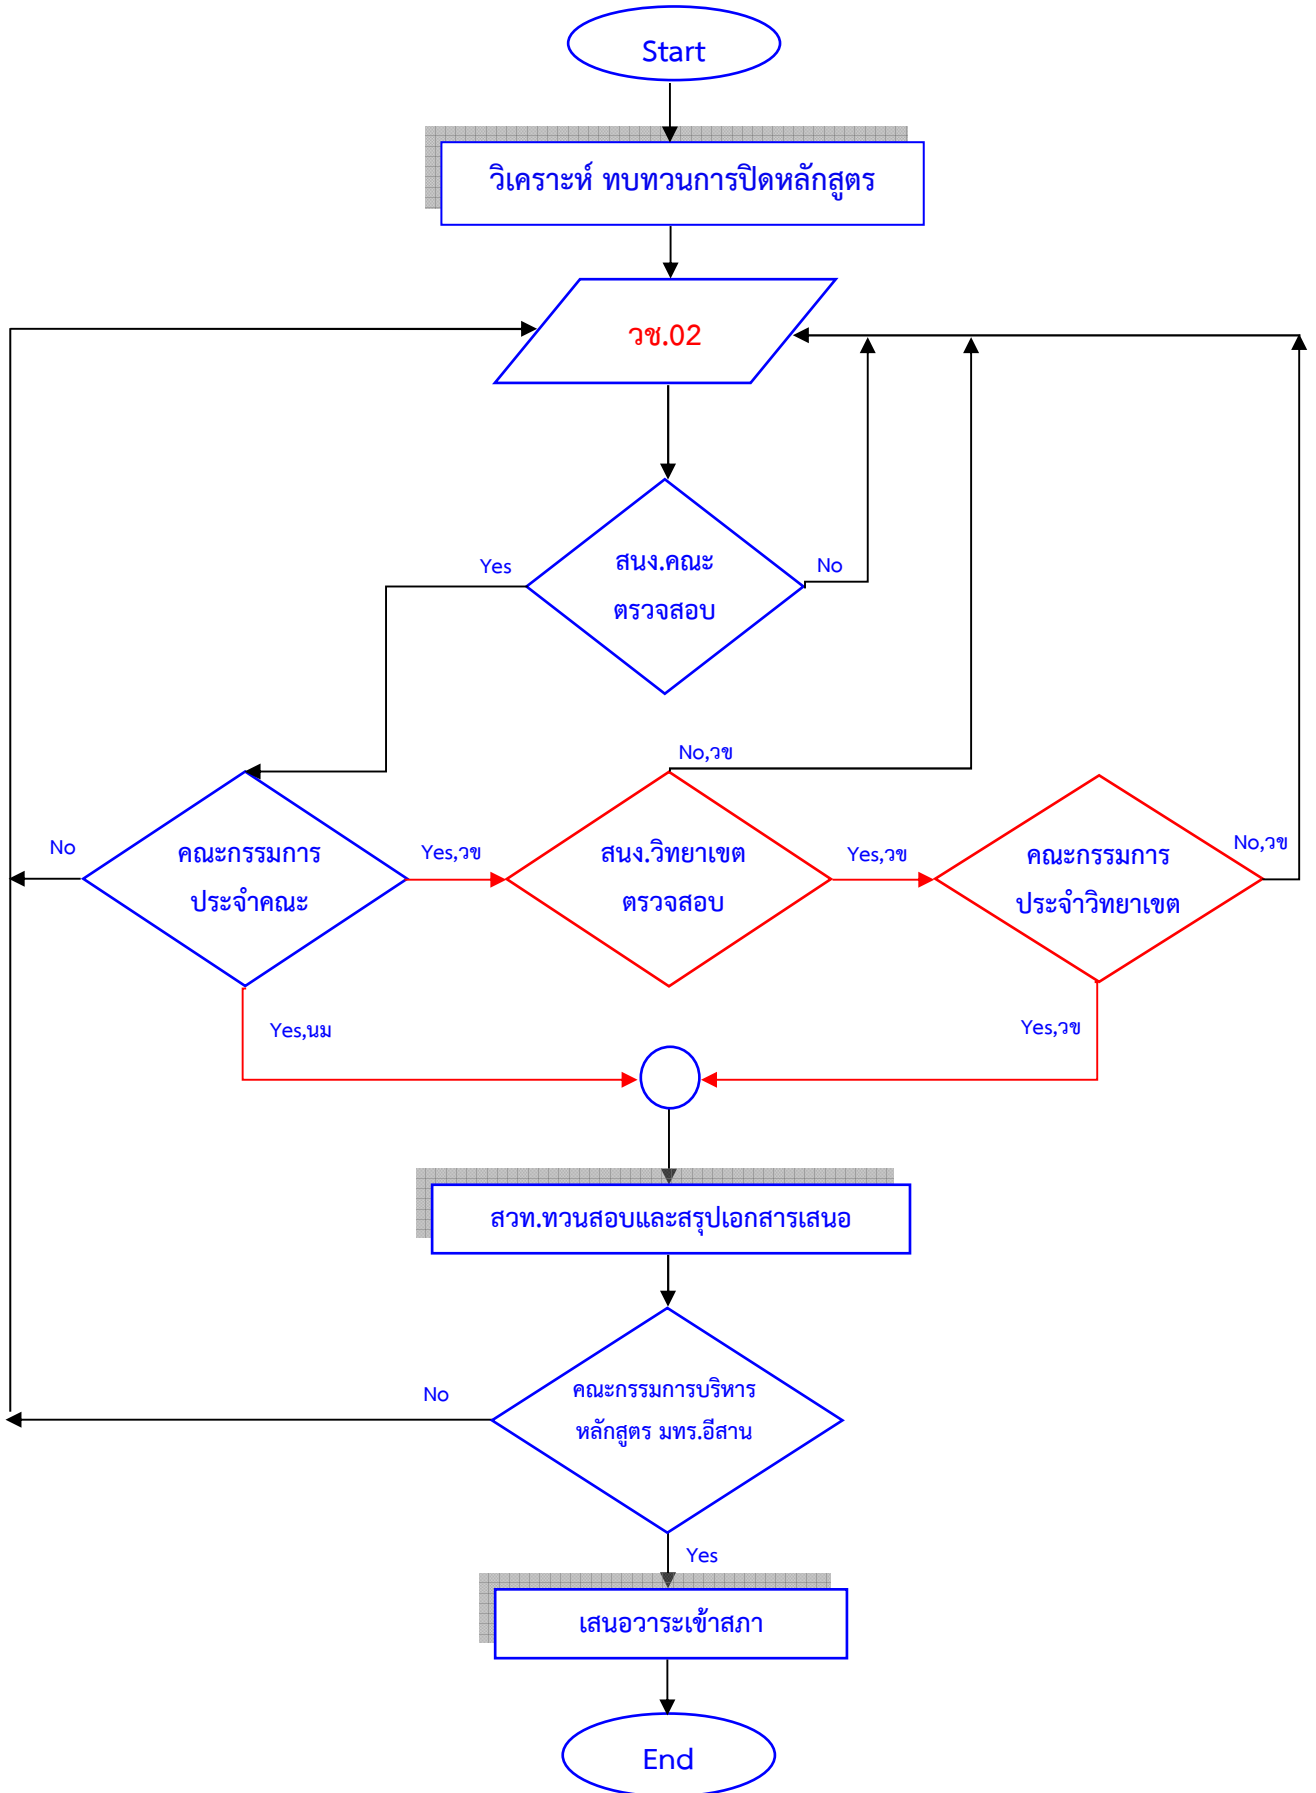 Start
วิเคราะห์ ทบทวนการปิดหลักสูตร
วช.02
Yes
สนง.คณะ
ตรวจสอบ
No
No,วข
No
คณะกรรมการ
ประจำคณะ
Yes,วข
สนง.วิทยาเขต
ตรวจสอบ
Yes,วข
คณะกรรมการ
ประจำวิทยาเขต
No,วข
Yes,นม
Yes,วข
สวท.ทวนสอบและสรุปเอกสารเสนอ
No
คณะกรรมการบริหาร
หลักสูตร มทร.อีสาน
Yes
เสนอวาระเข้าสภา
End